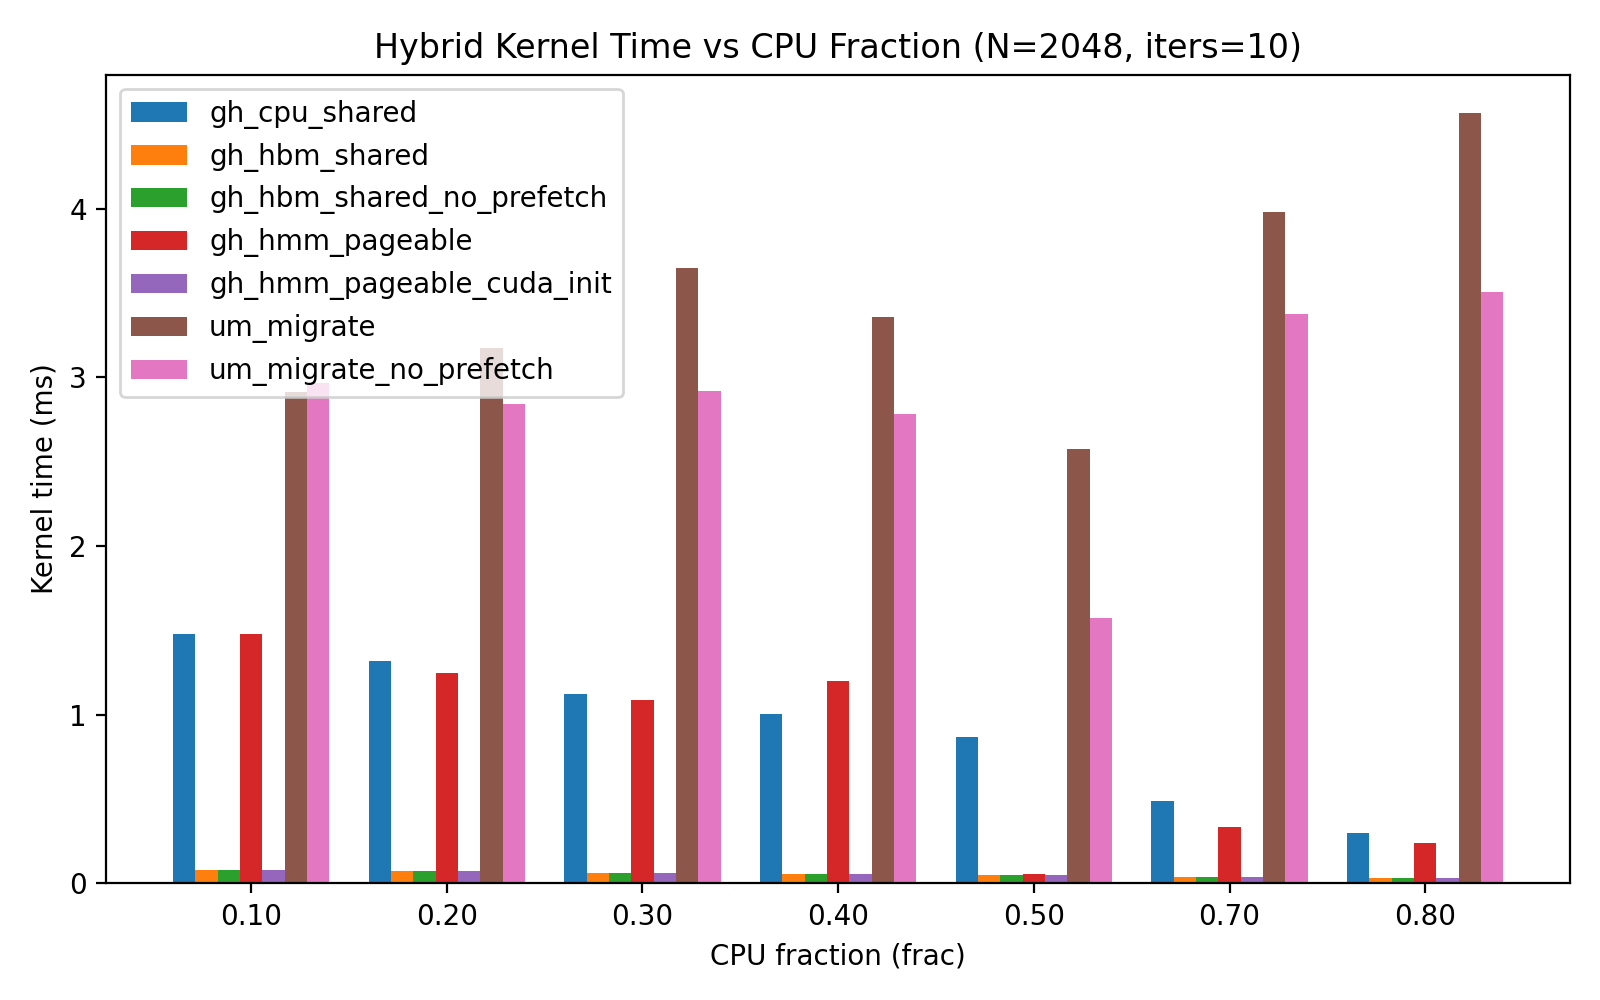 Hybrid Kernel Time vs CPU Fraction (N=2048, iters=10)
gh_cpu_shared
gh_hbm_shared
gh_hbm_shared_no_prefetch
gh_hmm_pageable
gh_hmm_pageable_cuda_init
um_migrate
um_migrate_no_prefetch
Kernel time (ms)
4
3
2
1
0
0.10 0.20 0.30 0.40 0.50 0.70 0.80
CPU fraction (frac)